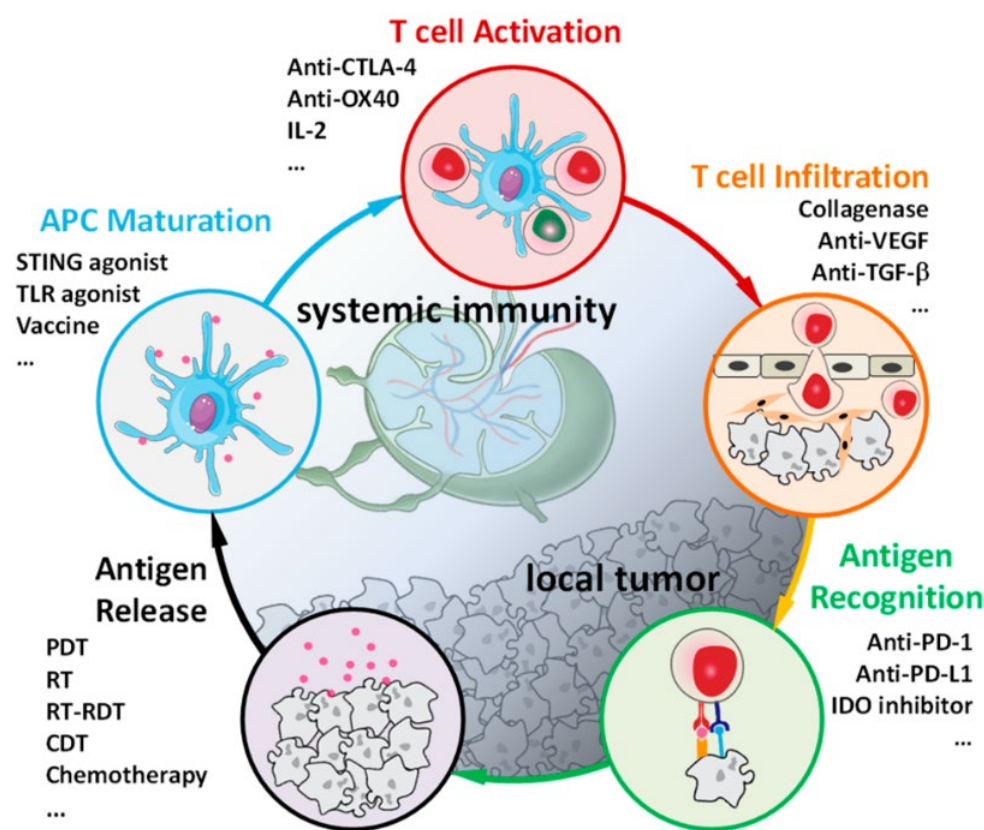 T cell Activation
Anti-CTLA-4
Anti-OX40
IL-2
...
T cell Infiltration
Collagenase
Anti-VEGF
Anti-TGF-β
...
APC Maturation
STING agonist
TLR agonist
Vaccine
...
systemic immunity
local tumor
Antigen
Recognition
Anti-PD-1
Anti-PD-L1
IDO inhibitor
...
Antigen
Release
PDT
RT
RT-RDT
CDT
Chemotherapy
...